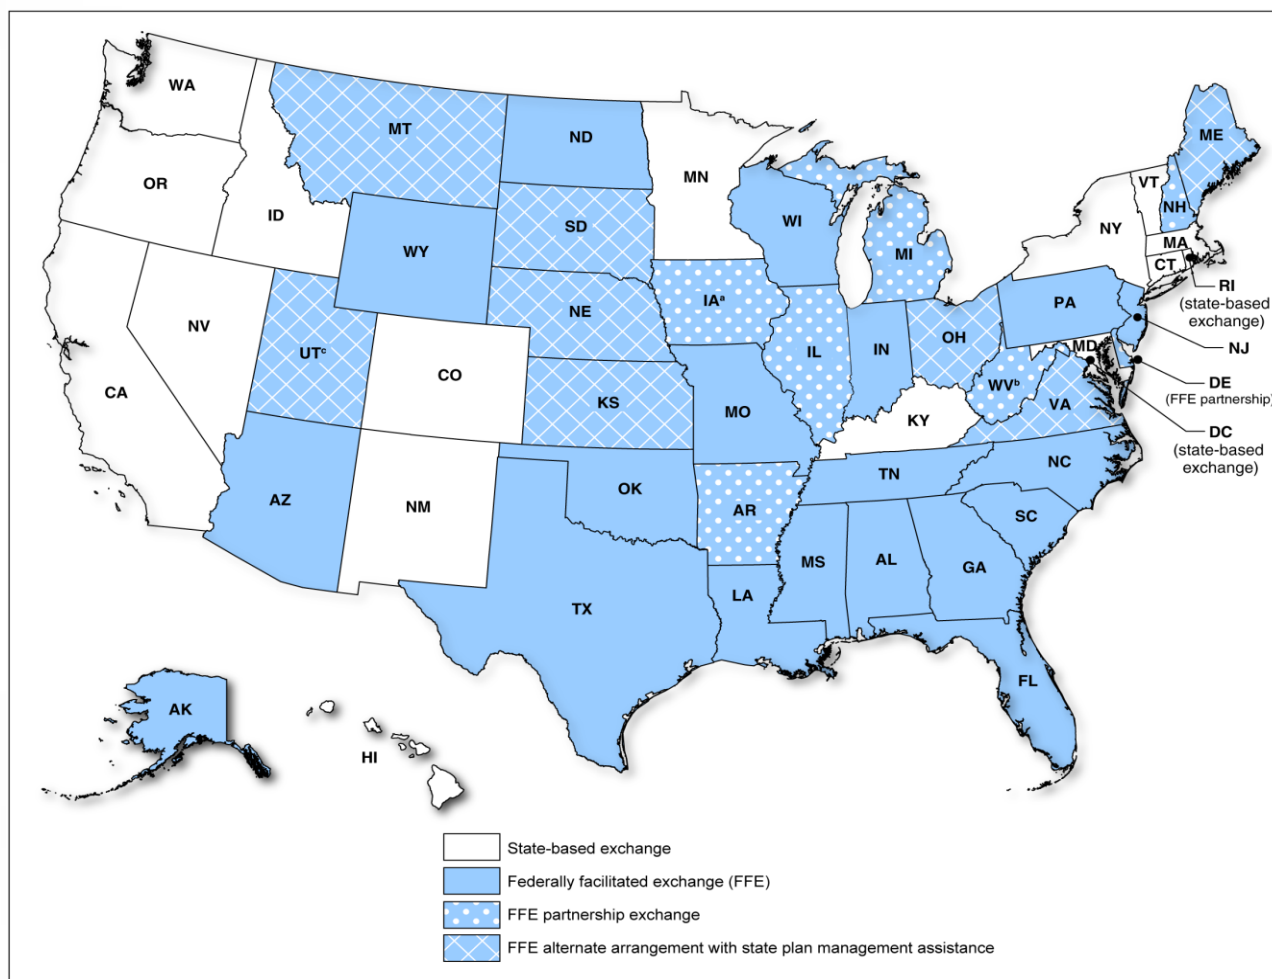 WA
MT
ND
MN
ME
VT
NH
OR
ID
WY
SD
WI
MI
NY
MA
CT
RI
(state-based
exchange)
NV
UTᶜ
NE
IAᵃ
PA
NJ
CA
CO
KS
MO
IL
IN
OH
WVᵇ
MD
VA
DE
(FFE partnership)
KY
DC
(state-based
exchange)
AZ
NM
OK
AR
TN
NC
SC
TX
LA
MS
AL
GA
FL
AK
HI
State-based exchange
Federally facilitated exchange (FFE)
FFE partnership exchange
FFE alternate arrangement with state plan management assistance